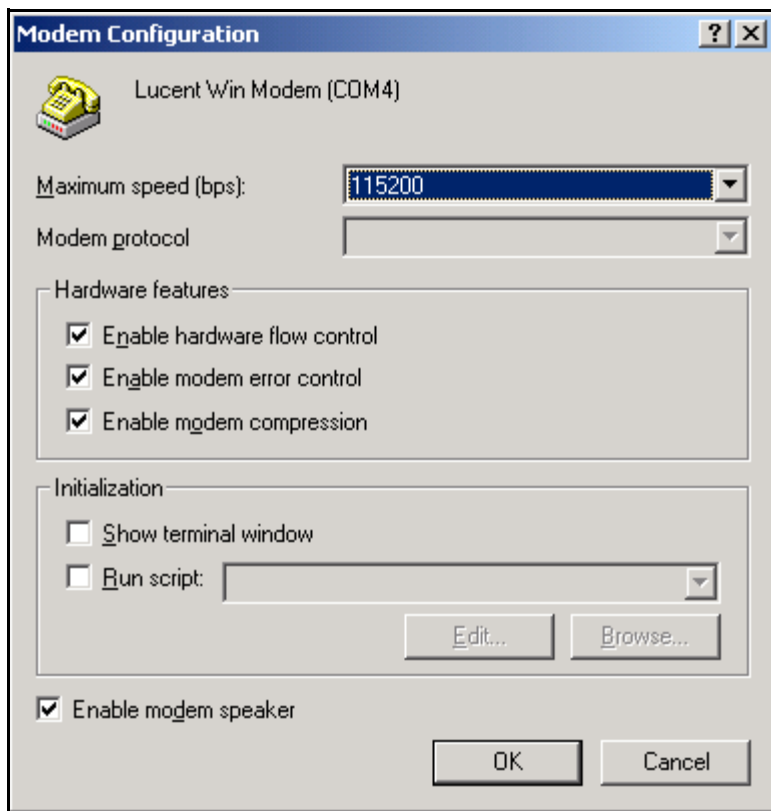 Modem Configuration
Lucent Win Modem (COM4)
Maximum speed (bps): 115200
Modem protocol
Hardware features
Enable hardware flow control
Enable modem error control
Enable modem compression
Initialization
Show terminal window
Run script:
Edit... Browse...
Enable modem speaker
OK Cancel